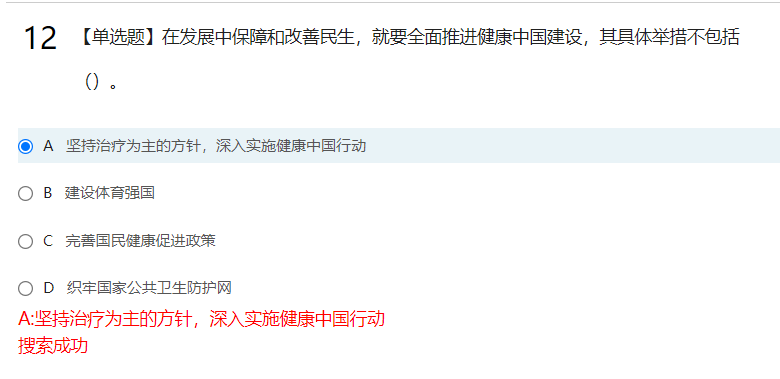 12 【单选题】在发展中保障和改善民生，就要全面推进健康中国建设，其具体举措不包括
（）。
A 坚持治疗为主的方针，深入实施健康中国行动
B 建设体育强国
C 完善国民健康促进政策
D 织牢国家公共卫生防护网
A:坚持治疗为主的方针，深入实施健康中国行动
搜索成功